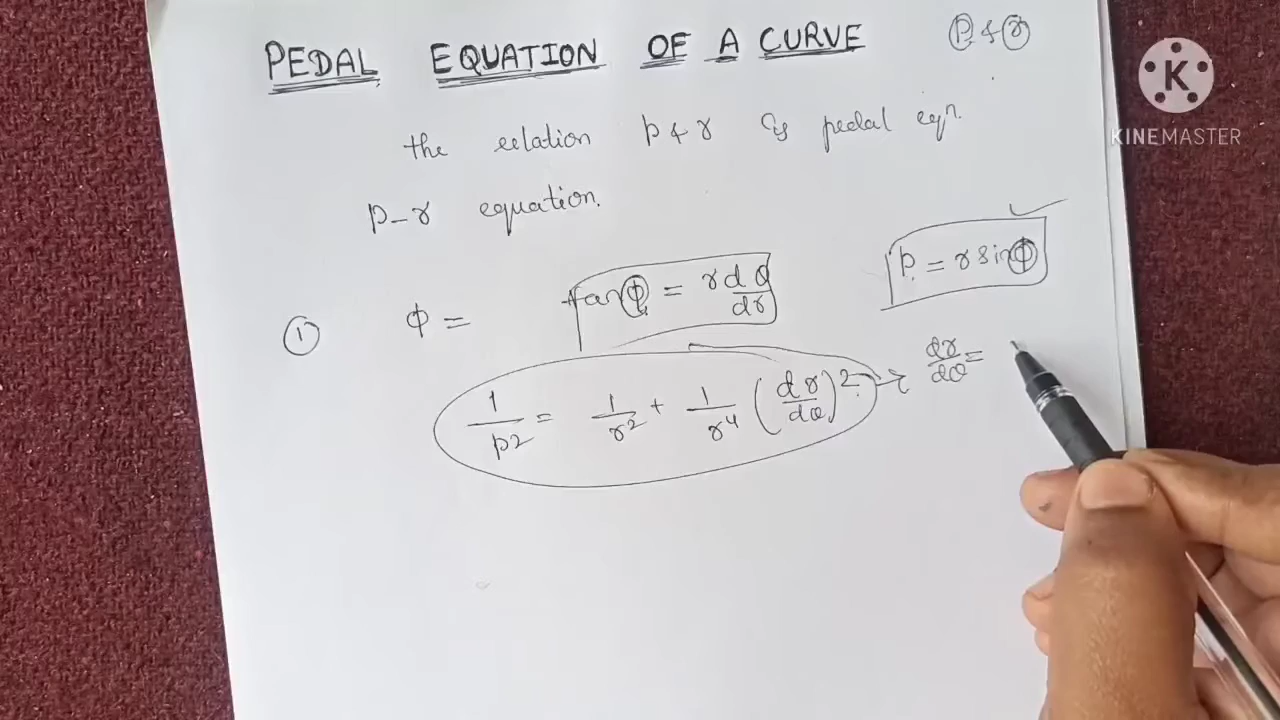 PEDAL EQUATION OF A CURVE P & r
K
KINEMASTER
the relation p & r is pedal eqn.
p-r equation.
① ϕ = tanϕ = r dθ/dr p = r sinϕ
1/p2 = 1/r2 + 1/r4 (dr/dθ)2 → dr/dθ =